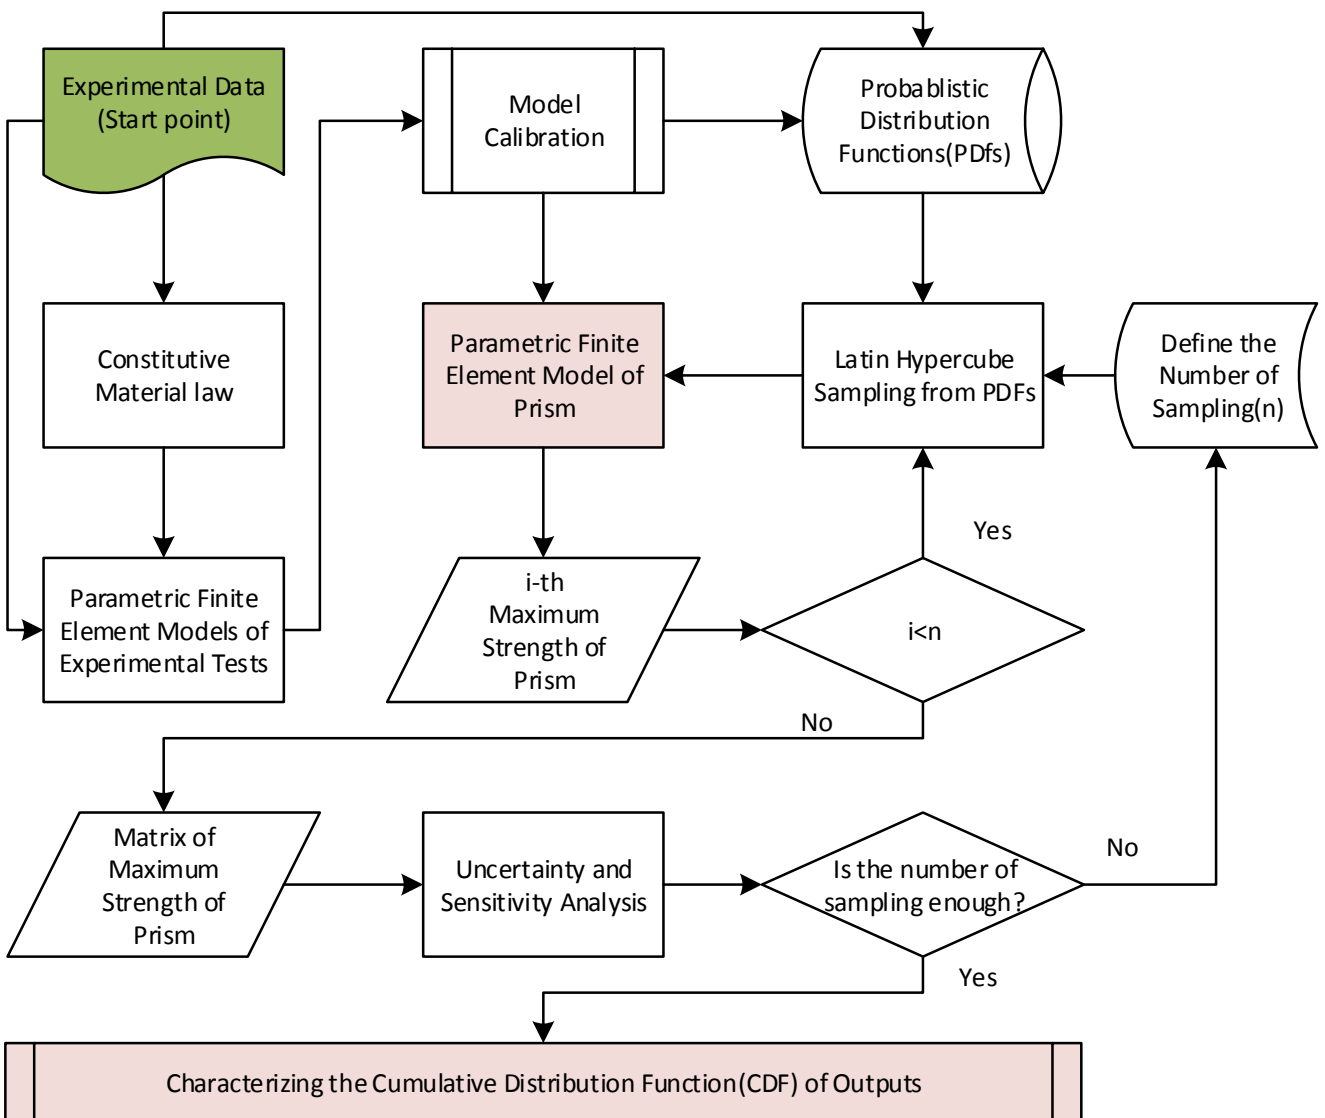 Experimental Data
(Start point)
Model
Calibration
Probablistic
Distribution
Functions(PDfs)
Constitutive
Material law
Parametric Finite
Element Model of
Prism
Latin Hypercube
Sampling from PDFs
Define the
Number of
Sampling(n)
Yes
Parametric Finite
Element Models of
Experimental Tests
i-th
Maximum
Strength of
Prism
i<n
No
Matrix of
Maximum
Strength of
Prism
Uncertainty and
Sensitivity Analysis
Is the number of
sampling enough?
No
Yes
Characterizing the Cumulative Distribution Function(CDF) of Outputs